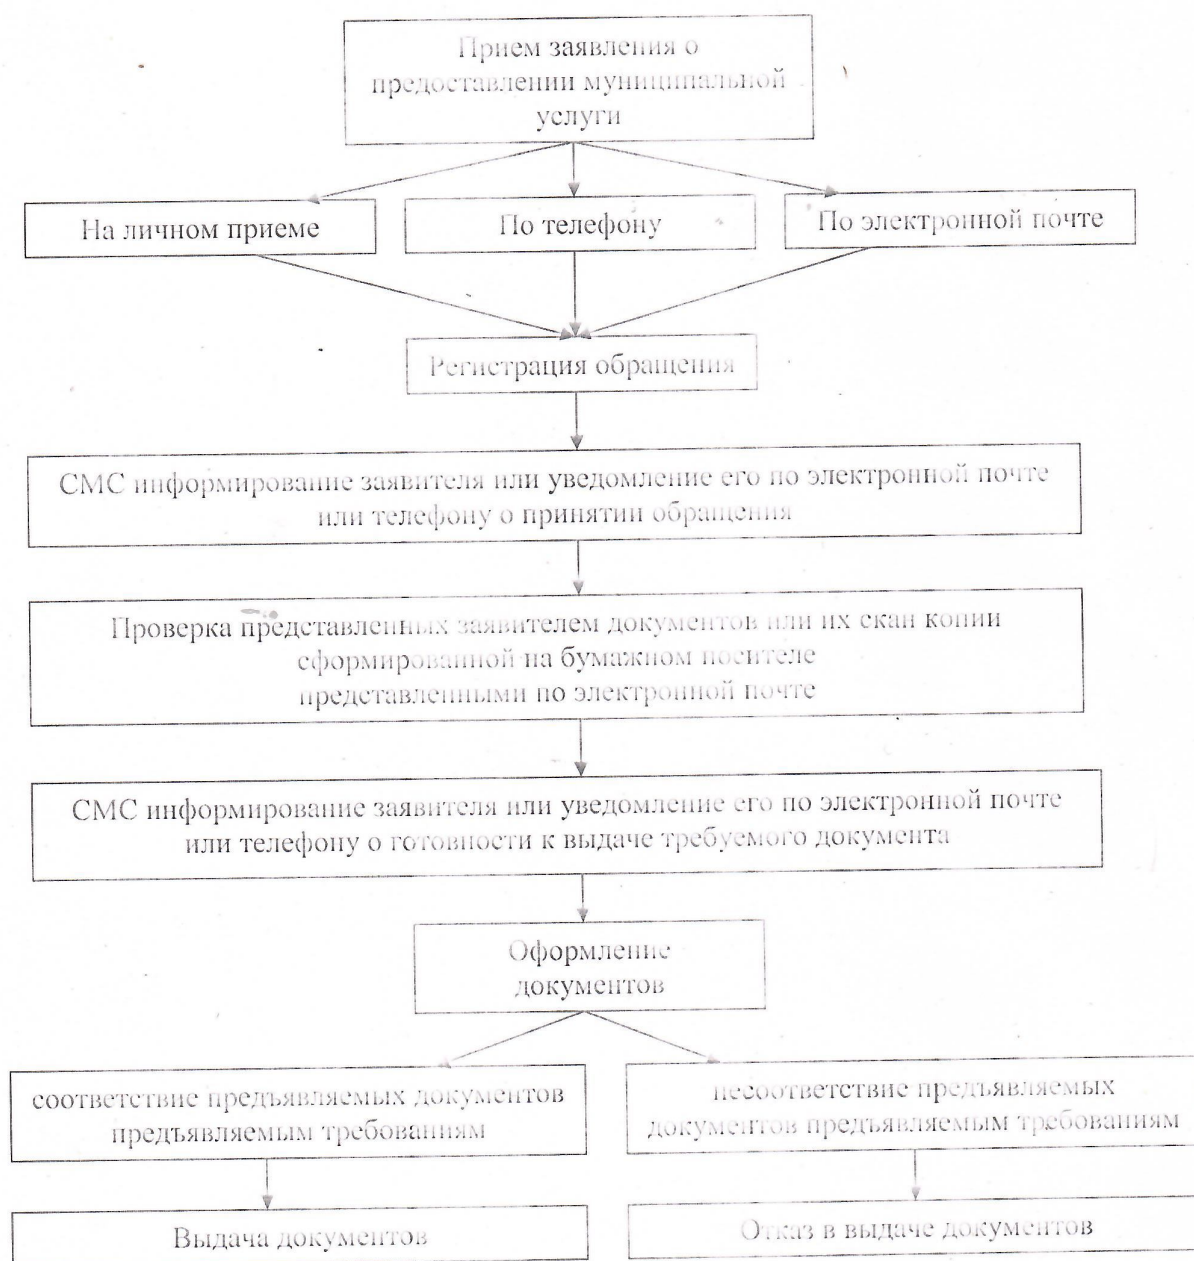 Прием заявления о
предоставлении муниципальной
услуги
На личном приеме
По телефону
По электронной почте
Регистрация обращения
СМС информирование заявителя или уведомление его по электронной почте
или телефону о принятии обращения
Проверка представленных заявителем документов или их скан копии
сформированной на бумажном носителе
представленными по электронной почте
СМС информирование заявителя или уведомление его по электронной почте
или телефону о готовности к выдаче требуемого документа
Оформление
документов
соответствие предъявляемых документов
предъявляемым требованиям
несоответствие предъявляемых
документов предъявляемым требованиям
Выдача документов
Отказ в выдаче документов